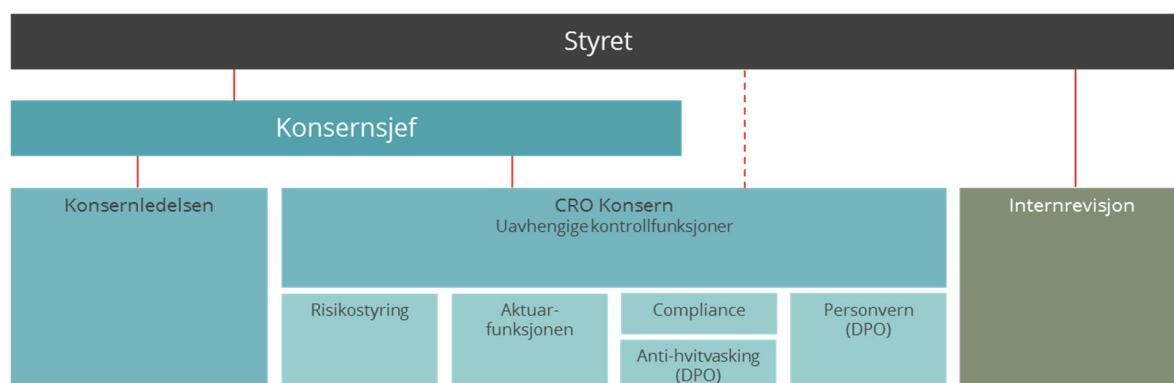 Styret
Konsernsjef
Konsernledelsen
CRO Konsern
Uavhengige kontrollfunksjoner
Internrevisjon
Risikostyring
Aktuar-
funksjonen
Compliance
Anti-hvitvasking
(DPO)
Personvern
(DPO)